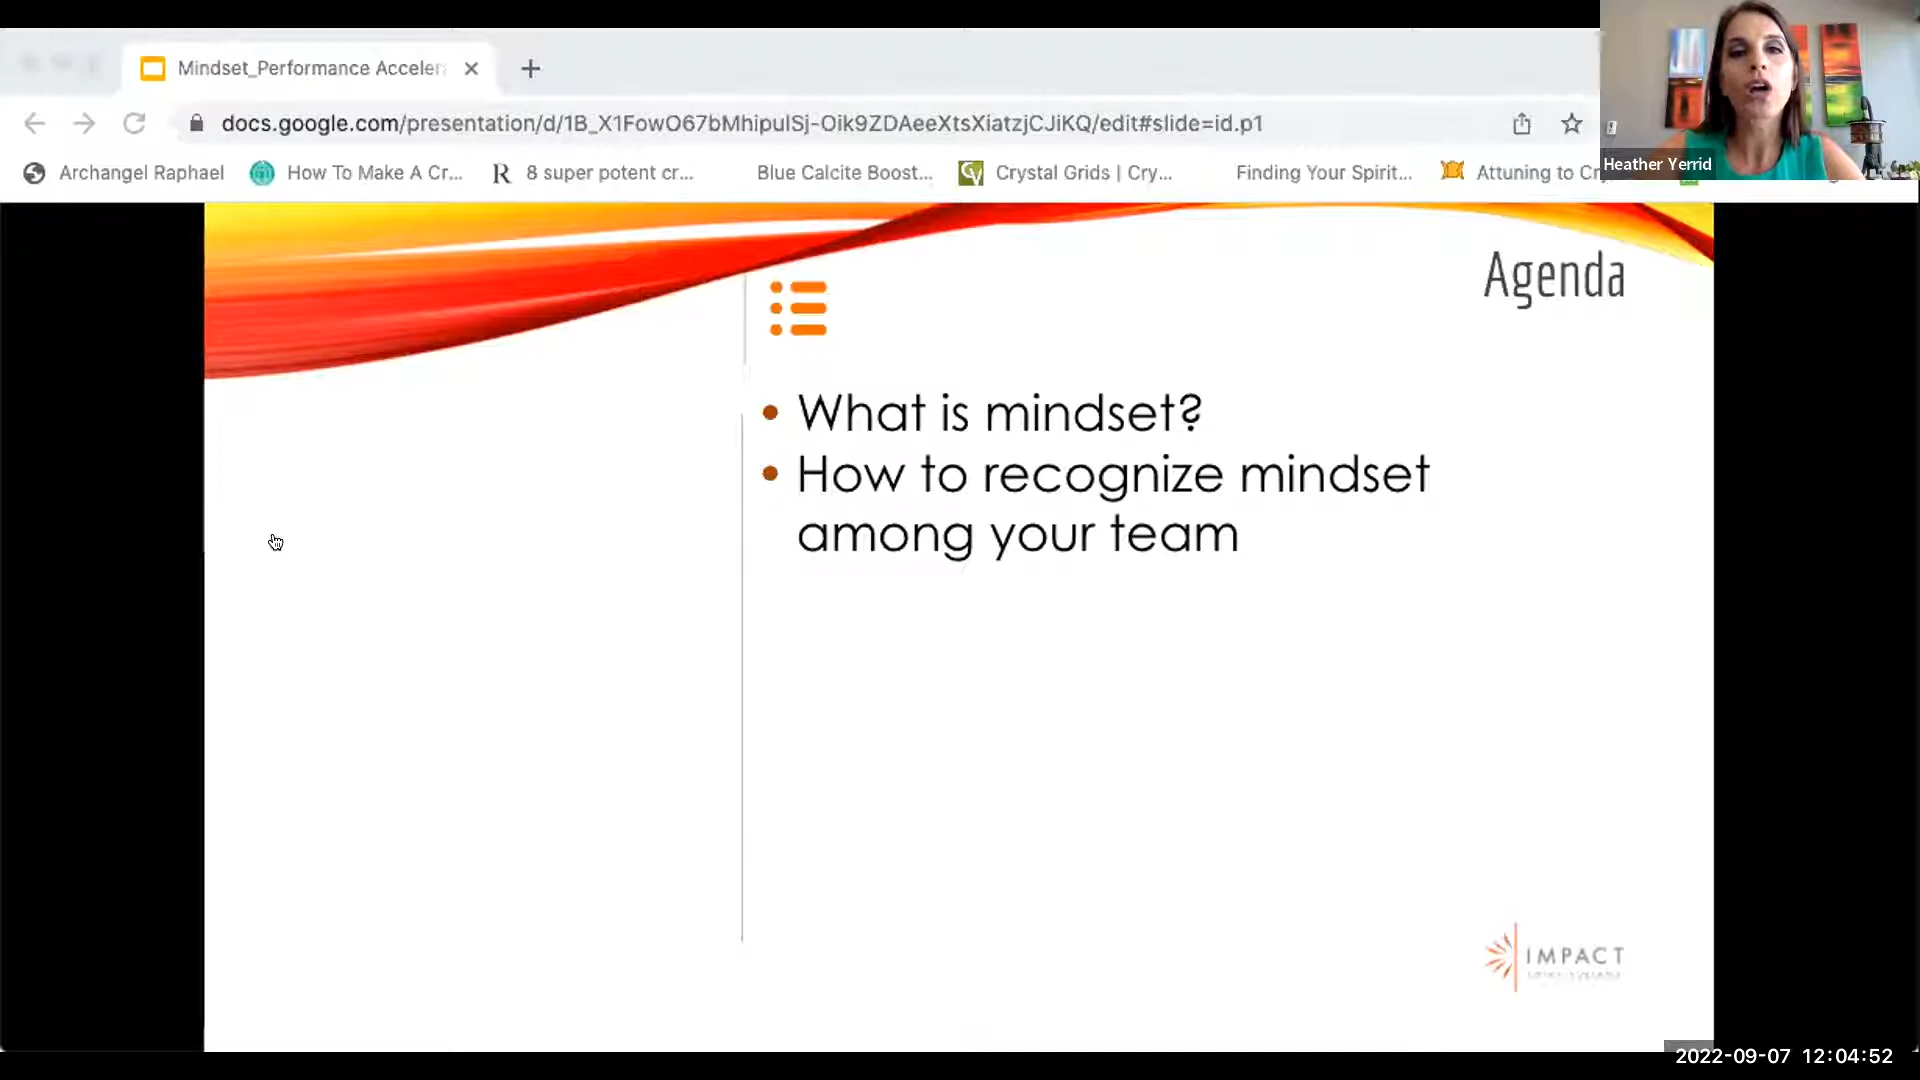 Mindset_Performance Acceler
docs.google.com/presentation/d/1B_X1FowO67bMhipulSj-Oik9ZDAeeXtsXiatzjCJiKQ/edit#slide=id.p1
Archangel Raphael How To Make A Cr... R 8 super potent cr... Blue Calcite Boost... CV Crystal Grids | Cry... Finding Your Spirit... Attuning to Cry
Heather Yerrid
Agenda
• What is mindset?
• How to recognize mindset
among your team
IMPACT
2022-09-07 12:04:52